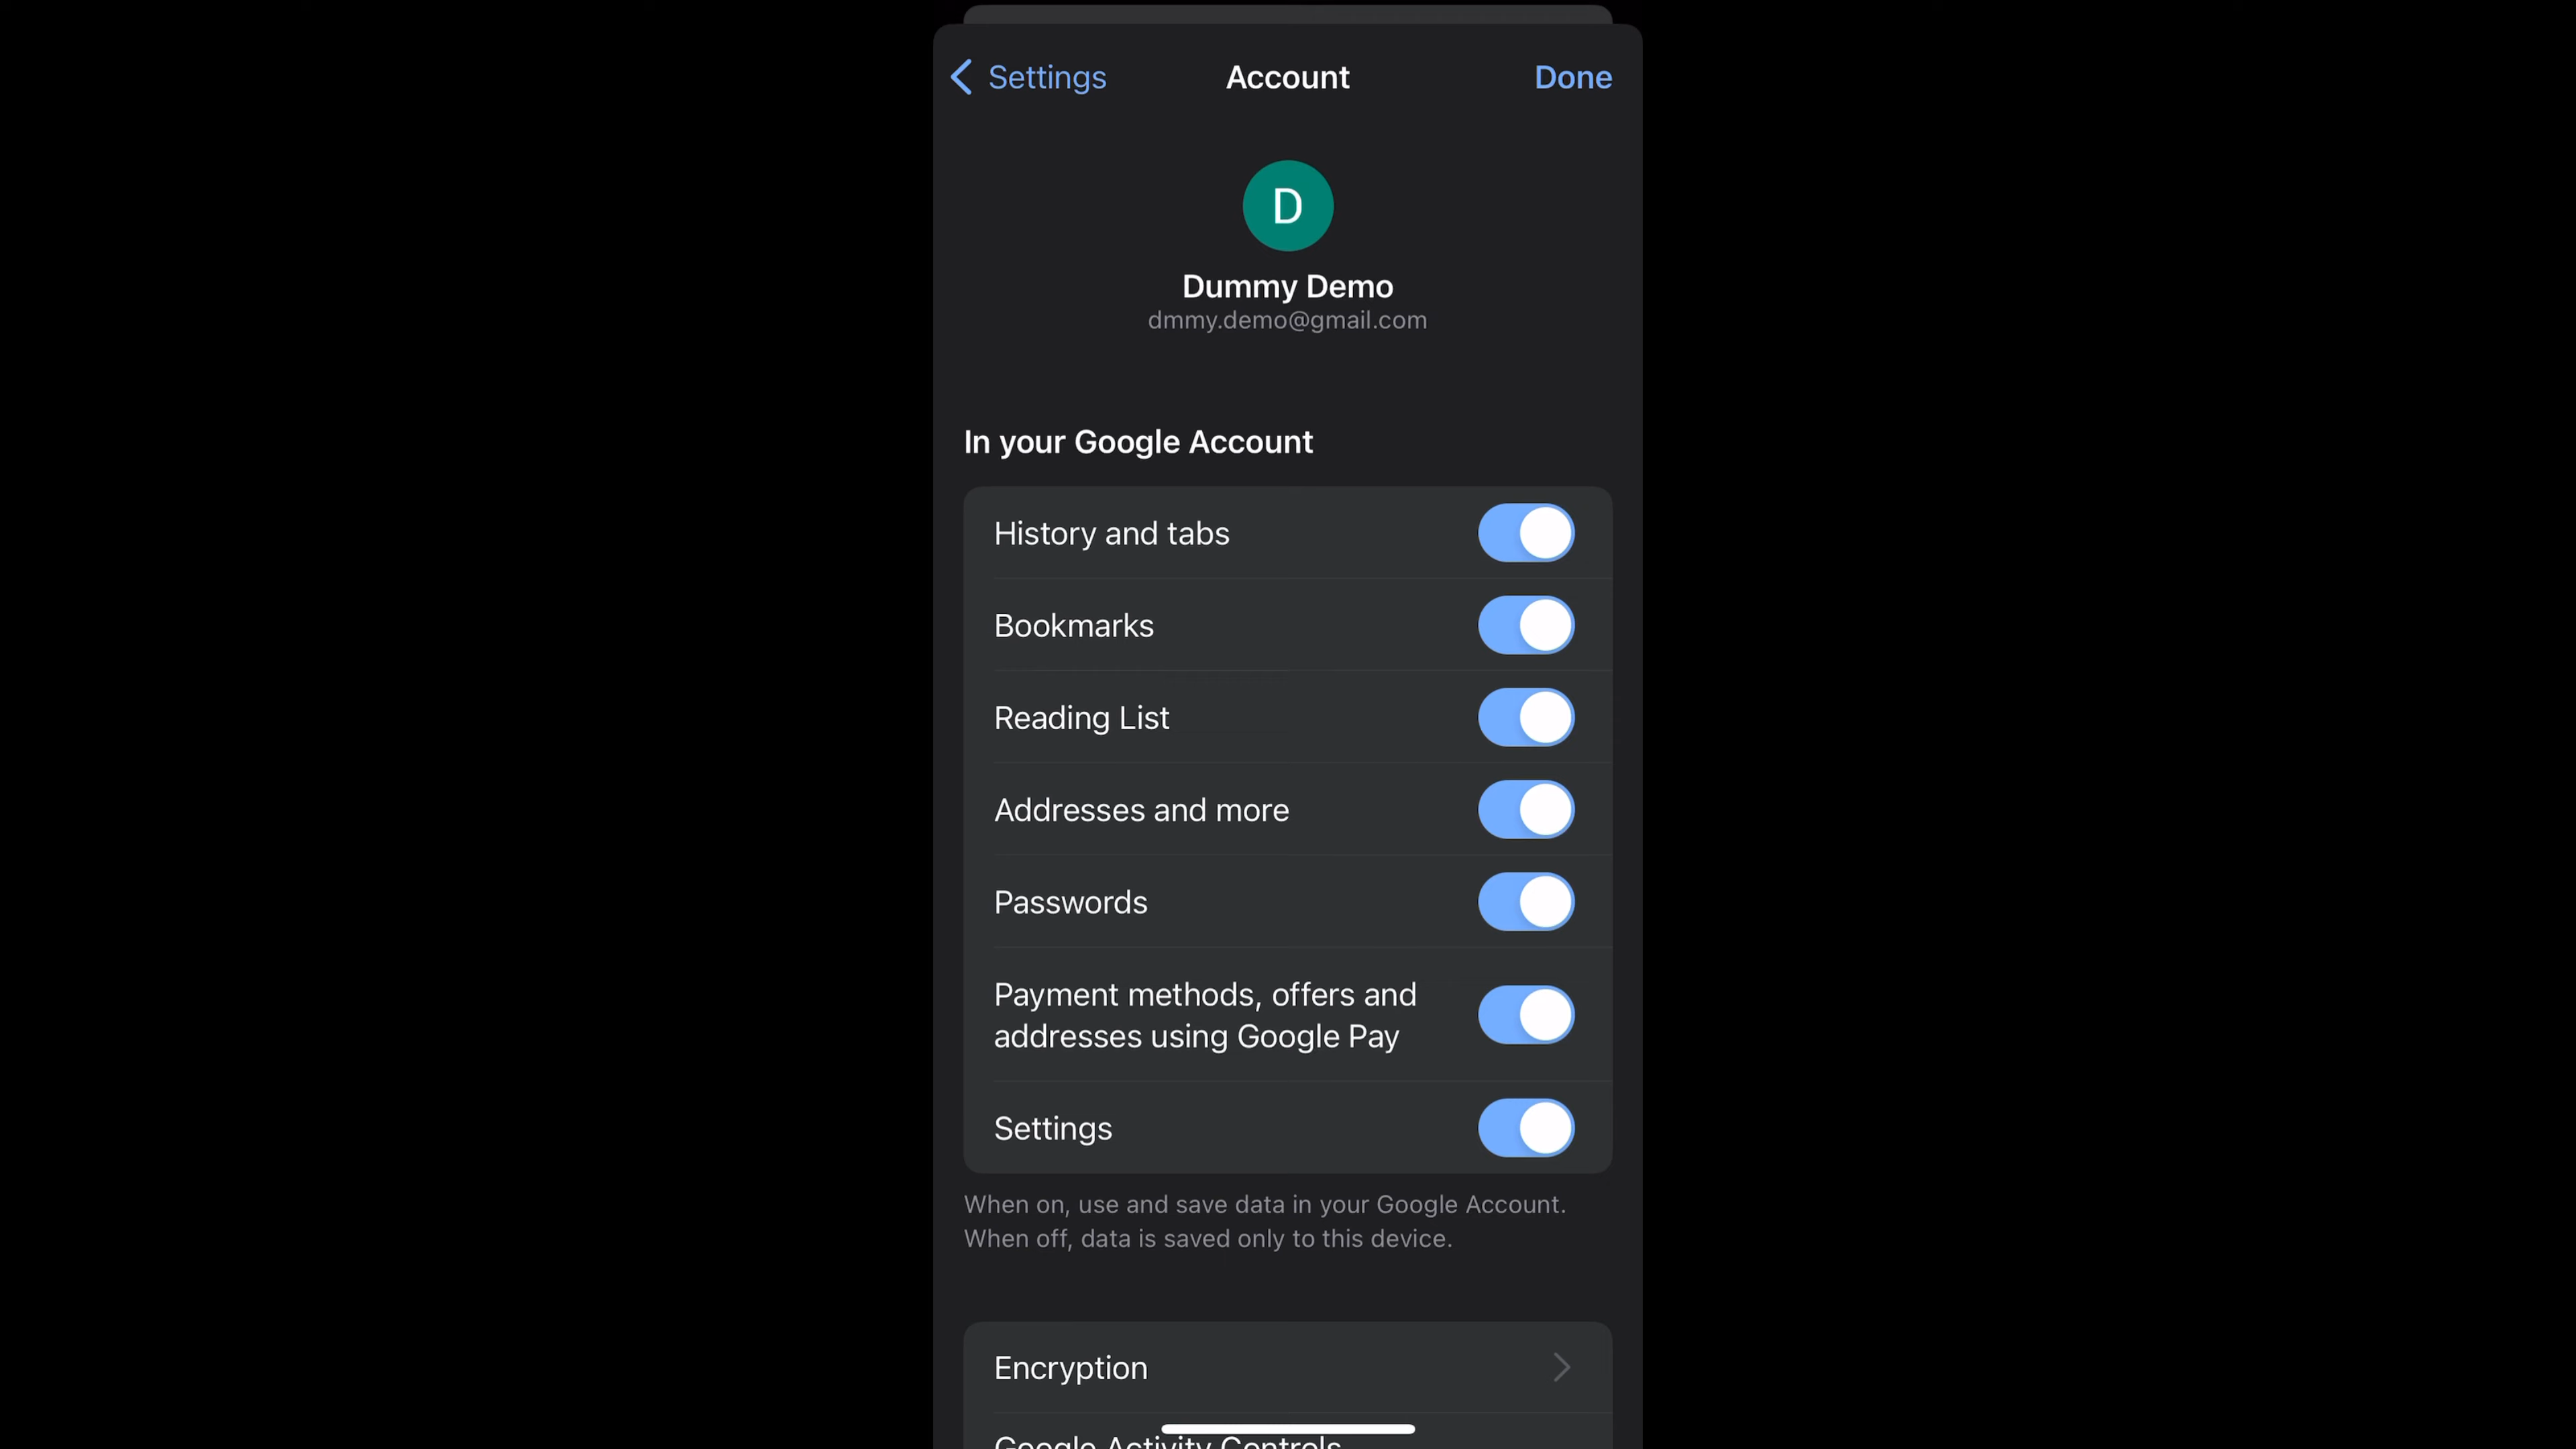 Settings
Account
Done
D
Dummy Demo
dmmy.demo@gmail.com
In your Google Account
History and tabs
Bookmarks
Reading List
Addresses and more
Passwords
Payment methods, offers and
addresses using Google Pay
Settings
When on, use and save data in your Google Account.
When off, data is saved only to this device.
Encryption
Google Activity Controls